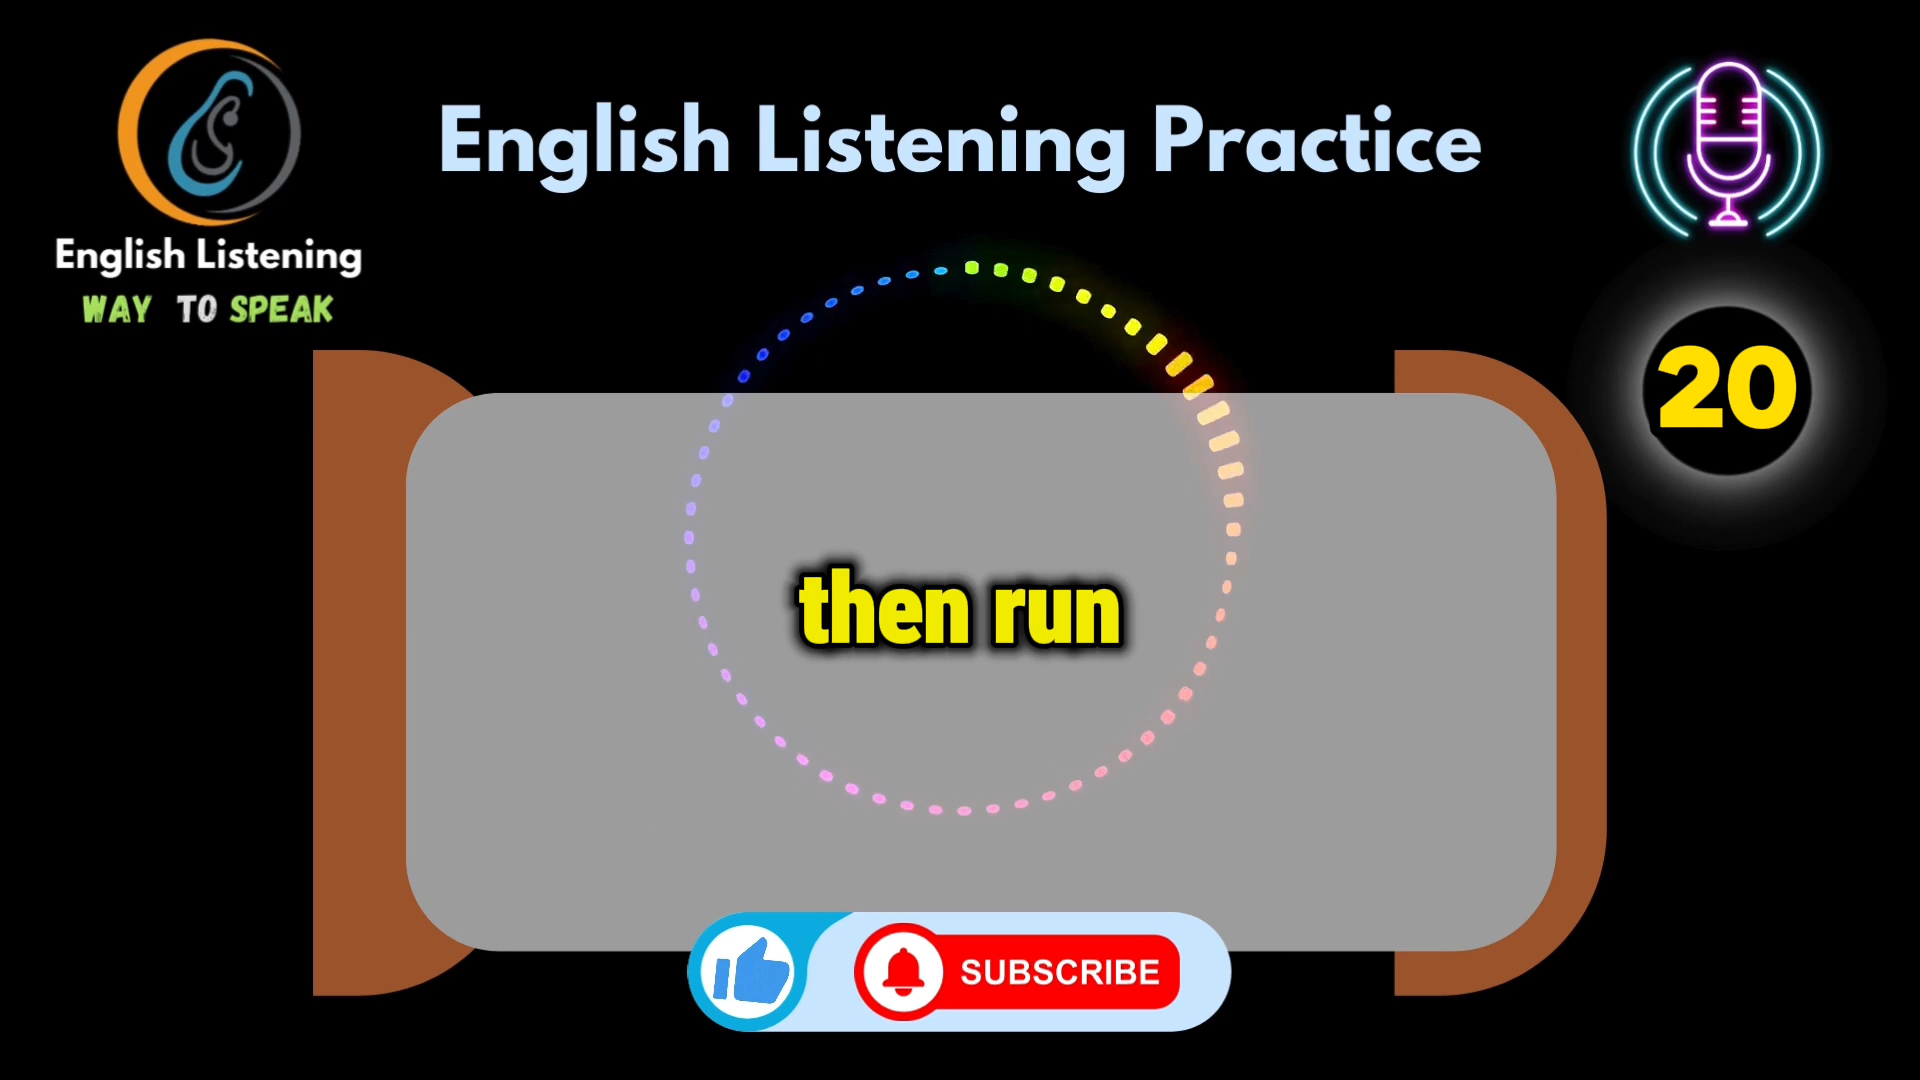 English Listening Practice
English Listening
WAY TO SPEAK
20
then run
SUBSCRIBE